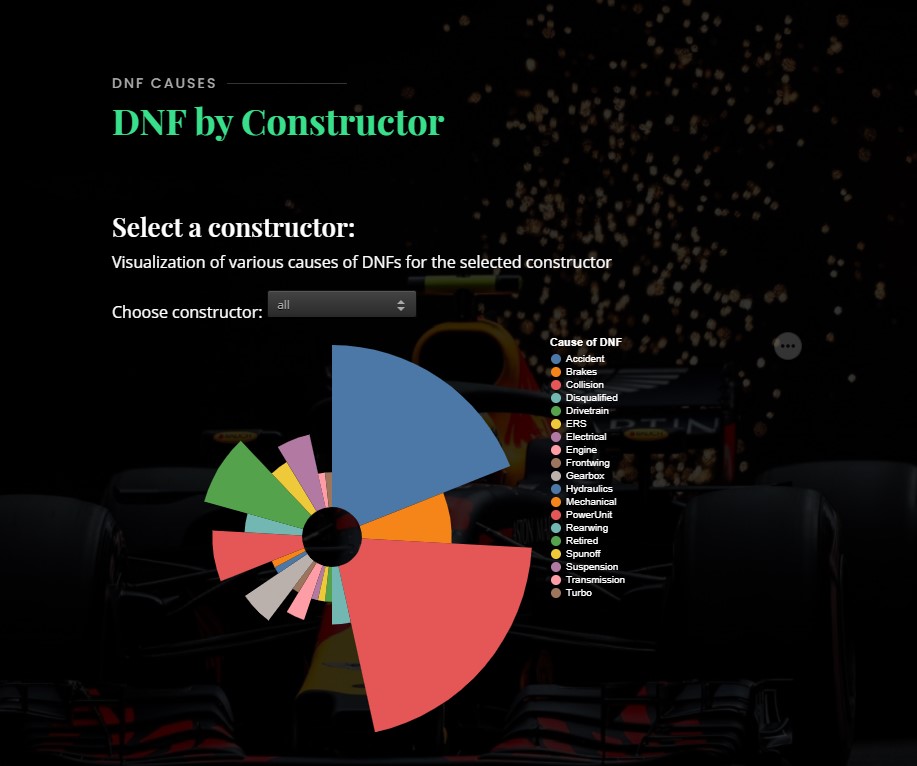 DNF CAUSES
DNF by Constructor
Select a constructor:
Visualization of various causes of DNFs for the selected constructor
Choose constructor: all
Cause of DNF
Accident
Brakes
Collision
Disqualified
Drivetrain
ERS
Electrical
Engine
Frontwing
Gearbox
Hydraulics
Mechanical
PowerUnit
Rearwing
Retired
Spunoff
Suspension
Transmission
Turbo